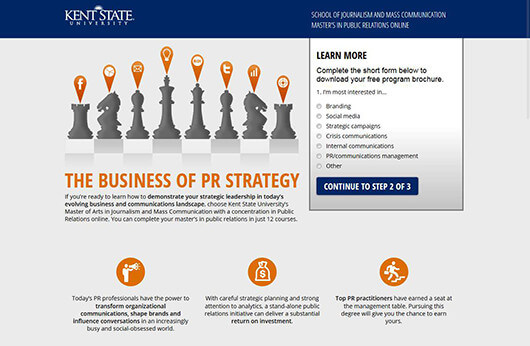 KENT STATE
UNIVERSITY
SCHOOL OF JOURNALISM AND MASS COMMUNICATION
MASTER'S IN PUBLIC RELATIONS ONLINE
LEARN MORE
Complete the short form below to
download your free program brochure.
1. I'm most interested in...
Branding
Social media
Strategic campaigns
Crisis communications
Internal communications
PR/communications management
Other
CONTINUE TO STEP 2 OF 3
THE BUSINESS OF PR STRATEGY
If you're ready to learn how to demonstrate your strategic leadership in today's
evolving business and communications landscape, choose Kent State University's
Master of Arts in Journalism and Mass Communication with a concentration in Public
Relations online. You can complete your master's in public relations in just 12 courses.
Today's PR professionals have the power to
transform organizational
communications, shape brands and
influence conversations in an increasingly
busy and social-obsessed world.
With careful strategic planning and strong
attention to analytics, a stand-alone public
relations initiative can deliver a substantial
return on investment.
Top PR practitioners have earned a seat at
the management table. Pursuing this
degree will give you the chance to earn
yours.